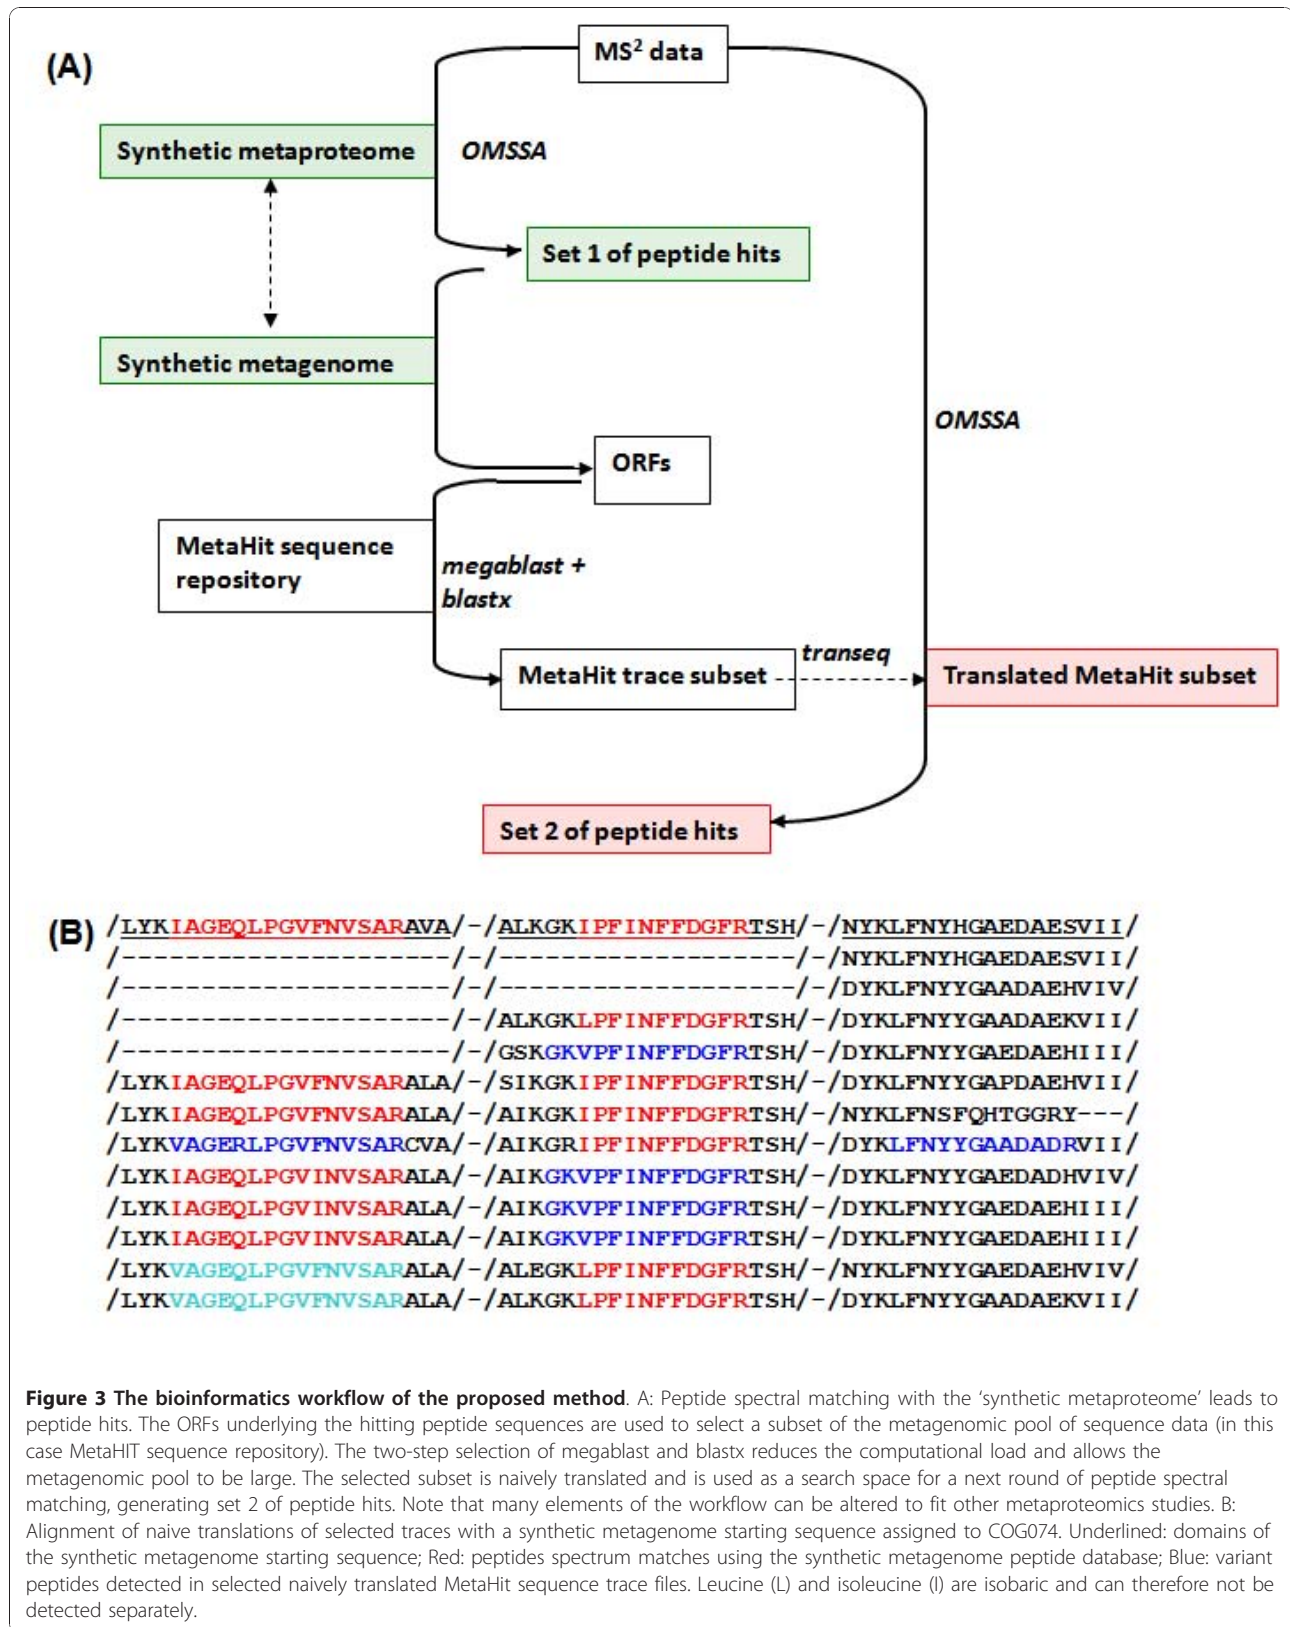 (A)
MS² data
Synthetic metaproteome
OMSSA
Set 1 of peptide hits
Synthetic metagenome
OMSSA
ORFs
MetaHit sequence
repository
megablast +
blastx
MetaHit trace subset
transeq
Translated MetaHit subset
Set 2 of peptide hits
(B)
/LYKIAGEQLPGVFNVSARAVA/-/ALKGKIPFINFFDGFRTSH/-/NYKLFNYHGAEDAESVII/
/---------------------/-/-------------------/-/NYKLFNYHGAEDAESVII/
/---------------------/-/-------------------/-/DYKLFNYYGAADAEHVIV/
/---------------------/-/ALKGKLPFINFFDGFRTSH/-/DYKLFNYYGAADAEKVII/
/---------------------/-/GSKGKVPFINFFDGFRTSH/-/DYKLFNYYGAEDAEHIII/
/LYKIAGEQLPGVFNVSARALA/-/SIKGKIPFINFFDGFRTSH/-/DYKLFNYYGAPDAEHVII/
/LYKIAGEQLPGVFNVSARALA/-/AIKGKIPFINFFDGFRTSH/-/NYKLFNSFQHTGGRY---/
/LYKVAGERLPGVFNVSARCVA/-/AIKGRIPFINFFDGFRTSH/-/DYKLFNYYGAADADRVII/
/LYKIAGEQLPGVINVSARALA/-/AIKGKVPFINFFDGFRTSH/-/DYKLFNYYGAEDADHVIV/
/LYKIAGEQLPGVINVSARALA/-/AIKGKVPFINFFDGFRTSH/-/DYKLFNYYGAEDAEHIII/
/LYKIAGEQLPGVINVSARALA/-/AIKGKVPFINFFDGFRTSH/-/DYKLFNYYGAEDAEHIII/
/LYKVAGEQLPGVFNVSARALA/-/ALEGKLPFINFFDGFRTSH/-/NYKLFNYYGAEDAEHVIV/
/LYKVAGEQLPGVFNVSARALA/-/ALKGKLPFINFFDGFRTSH/-/DYKLFNYYGAADAEKVII/
Figure 3 The bioinformatics workflow of the proposed method. A: Peptide spectral matching with the ‘synthetic metaproteome’ leads to
peptide hits. The ORFs underlying the hitting peptide sequences are used to select a subset of the metagenomic pool of sequence data (in this
case MetaHIT sequence repository). The two-step selection of megablast and blastx reduces the computational load and allows the
metagenomic pool to be large. The selected subset is naively translated and is used as a search space for a next round of peptide spectral
matching, generating set 2 of peptide hits. Note that many elements of the workflow can be altered to fit other metaproteomics studies. B:
Alignment of naive translations of selected traces with a synthetic metagenome starting sequence assigned to COG074. Underlined: domains of
the synthetic metagenome starting sequence; Red: peptides spectrum matches using the synthetic metagenome peptide database; Blue: variant
peptides detected in selected naively translated MetaHit sequence trace files. Leucine (L) and isoleucine (I) are isobaric and can therefore not be
detected separately.